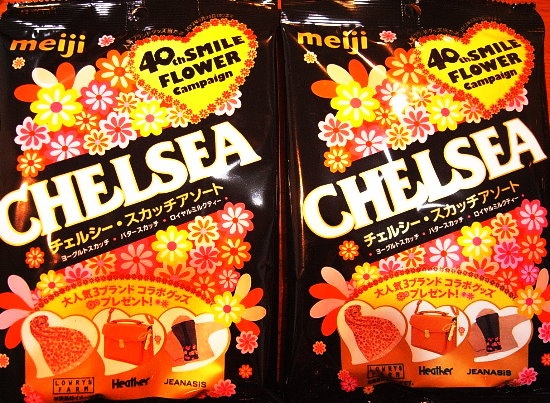 meiji
40th SMILE
FLOWER
Campaign
CHELSEA
チェルシー・スカッチアソート
ヨーグルトスカッチ・バタースカッチ・ロイヤルミルクティー
大人気3ブランドコラボグッズ
プレゼント!
LOWRYS
FARM
Heather
JEANASIS
meiji
40th SMILE
FLOWER
Campaign
CHELSEA
チェルシー・スカッチアソート
ヨーグルトスカッチ・バタースカッチ・ロイヤルミルクティー
大人気3ブランドコラボグッズ
プレゼント!
LOWRYS
FARM
Heather
JEANASIS